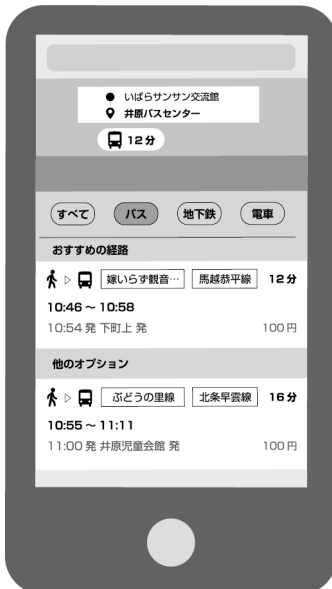 いばらサンサン交流館
井原バスセンター
12分
すべて バス 地下鉄 電車
おすすめの経路
嫁いらず観音… 馬越恭平線 12分
10:46～10:58
10:54 発 下町上 発 100円
他のオプション
ぶどうの里線 北条早雲線 16分
10:55～11:11
11:00 発 井原児童会館 発 100円